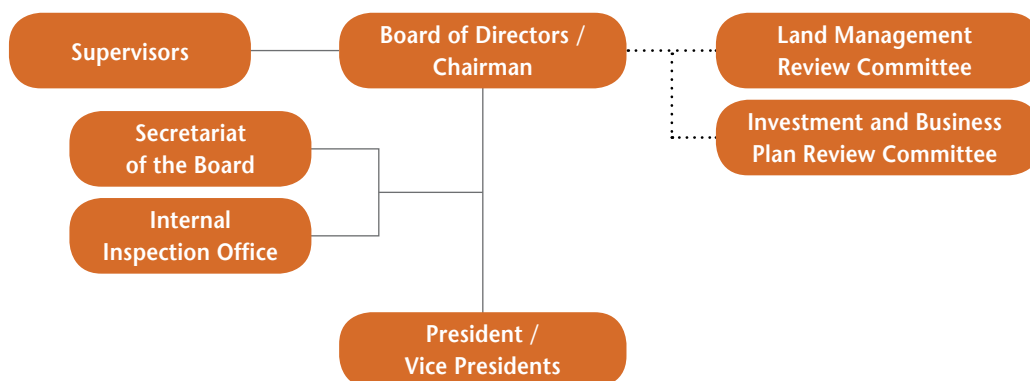 Supervisors
Board of Directors /
Chairman
Land Management
Review Committee
Investment and Business
Plan Review Committee
Secretariat
of the Board
Internal
Inspection Office
President /
Vice Presidents